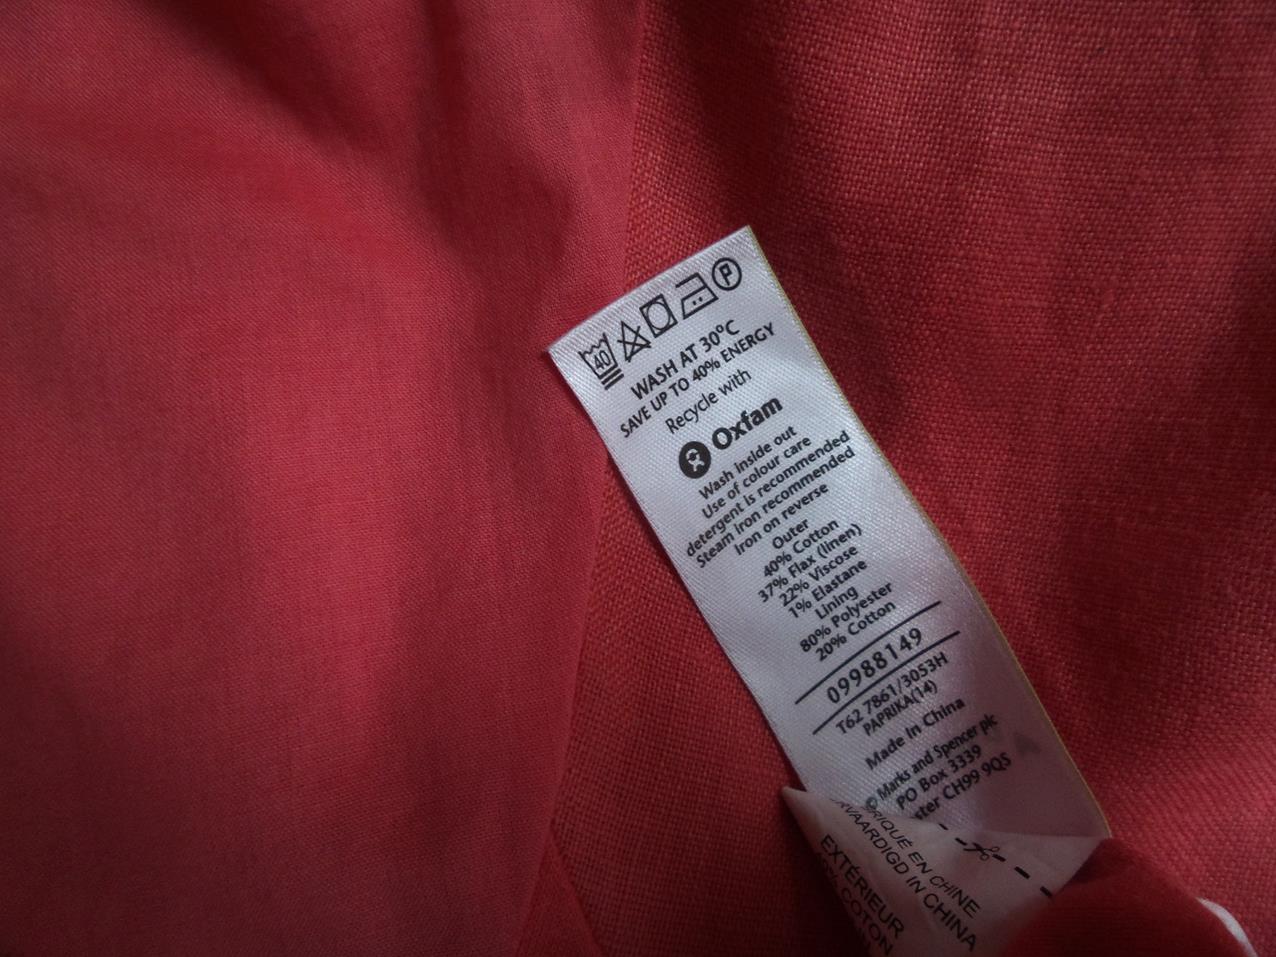 40 P
WASH AT 30°C
SAVE UP TO 40% ENERGY
Recycle with
Oxfam
Wash inside out
Use of colour care
detergent is recommended
Steam iron recommended
Iron on reverse
Outer
40% Cotton
37% Flax (linen)
22% Viscose
1% Elastane
Lining
80% Polyester
20% Cotton
09988149
T62 7861/3053H
PAPRIKA(14)
Made In China
© Marks and Spencer plc
PO Box 3339
CH99 9QS
EN CHINE
IN CHINA
EXTÉRIEUR
COTON